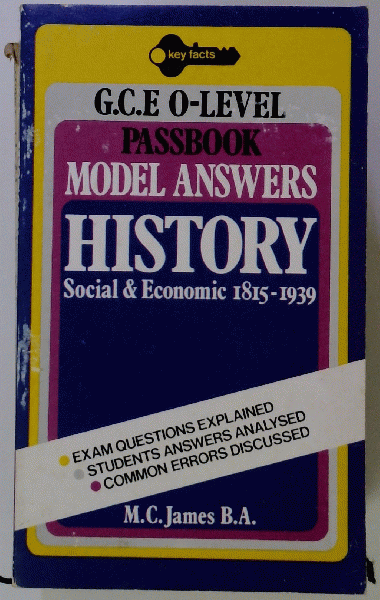 key facts
G.C.E O-LEVEL
PASSBOOK
MODEL ANSWERS
HISTORY
Social & Economic 1815-1939
EXAM QUESTIONS EXPLAINED
STUDENTS ANSWERS ANALYSED
COMMON ERRORS DISCUSSED
M.C. James B.A.